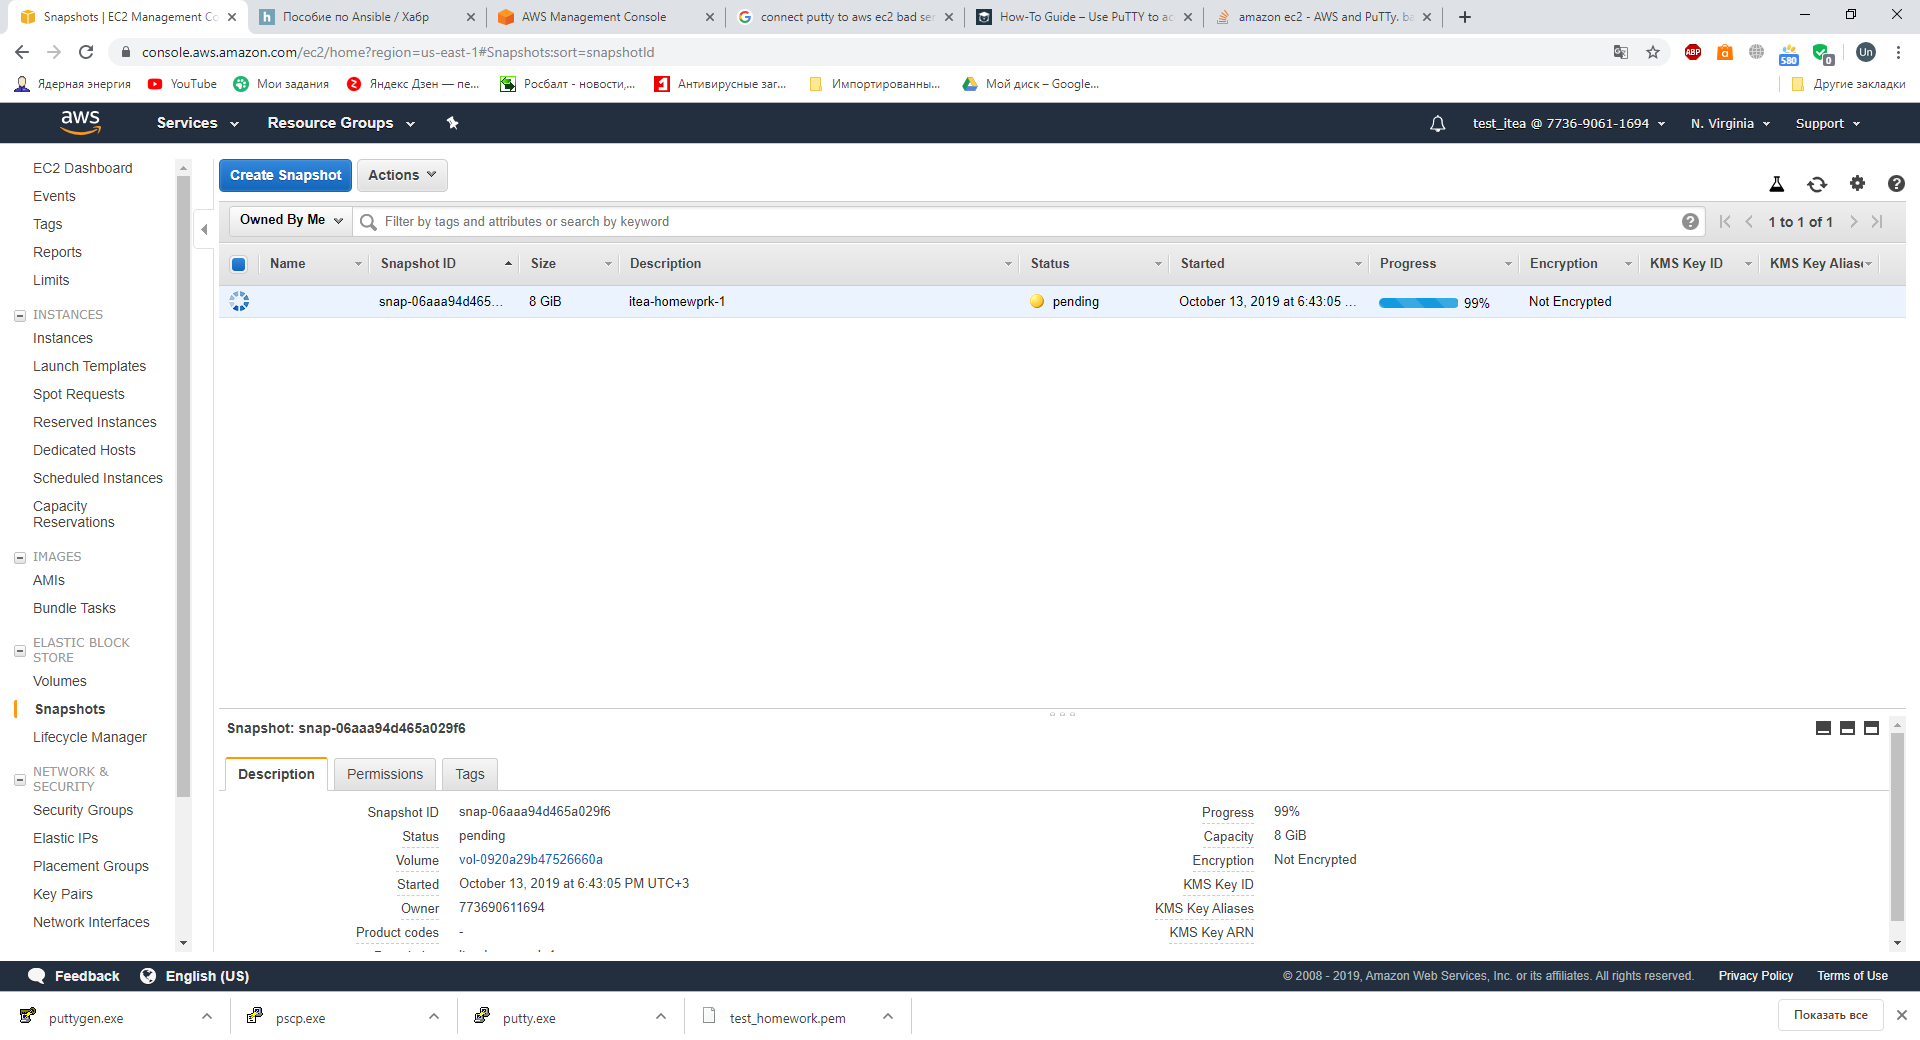 Snapshots | EC2 Management Co
Пособие по Ansible / Хабр
AWS Management Console
connect putty to aws ec2 bad ser
How-To Guide – Use PuTTY to ac
amazon ec2 - AWS and PuTTy. ba
console.aws.amazon.com/ec2/home?region=us-east-1#Snapshots:sort=snapshotId
ABP
580
0
Un
Ядерная энергия
YouTube
Мои задания
Яндекс Дзен — пе...
Росбалт - новости,...
Антивирусные заг...
Импортированны...
Мой диск – Google...
Другие закладки
aws
Services
Resource Groups
test_itea @ 7736-9061-1694
N. Virginia
Support
EC2 Dashboard
Events
Tags
Reports
Limits
INSTANCES
Instances
Launch Templates
Spot Requests
Reserved Instances
Dedicated Hosts
Scheduled Instances
Capacity
Reservations
IMAGES
AMIs
Bundle Tasks
ELASTIC BLOCK
STORE
Volumes
Snapshots
Lifecycle Manager
NETWORK &
SECURITY
Security Groups
Elastic IPs
Placement Groups
Key Pairs
Network Interfaces
Create Snapshot
Actions
Owned By Me
Filter by tags and attributes or search by keyword
1 to 1 of 1
Name
Snapshot ID
Size
Description
Status
Started
Progress
Encryption
KMS Key ID
KMS Key Alias
snap-06aaa94d465...
8 GiB
itea-homewprk-1
pending
October 13, 2019 at 6:43:05 ...
99%
Not Encrypted
Snapshot: snap-06aaa94d465a029f6
Description
Permissions
Tags
Snapshot ID snap-06aaa94d465a029f6
Status pending
Volume vol-0920a29b47526660a
Started October 13, 2019 at 6:43:05 PM UTC+3
Owner 773690611694
Product codes -
Progress 99%
Capacity 8 GiB
Encryption Not Encrypted
KMS Key ID
KMS Key Aliases
KMS Key ARN
Feedback
English (US)
© 2008 - 2019, Amazon Web Services, Inc. or its affiliates. All rights reserved.
Privacy Policy
Terms of Use
puttygen.exe
pscp.exe
putty.exe
test_homework.pem
Показать все